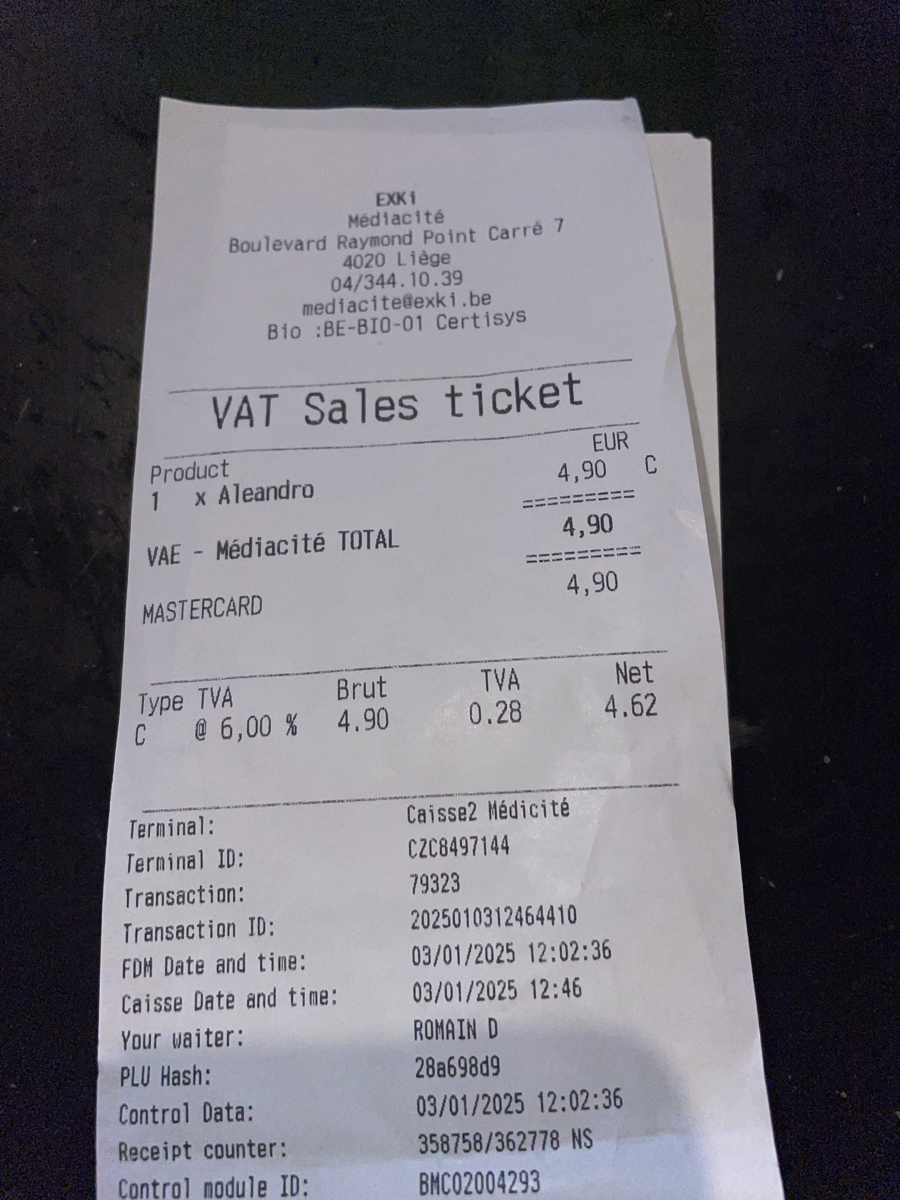 EXKi
Médiacité
Boulevard Raymond Point Carré 7
4020 Liège
04/344.10.39
mediacite@exki.be
Bio :BE-BIO-01 Certisys
VAT Sales ticket
Product EUR
1 x Aleandro 4,90 C
=========
VAE - Médiacité TOTAL 4,90
=========
MASTERCARD 4,90
Type TVA Brut TVA Net
C @ 6,00 % 4.90 0.28 4.62
Terminal: Caisse2 Médicité
Terminal ID: CZC8497144
Transaction: 79323
Transaction ID: 2025010312464410
FDM Date and time: 03/01/2025 12:02:36
Caisse Date and time: 03/01/2025 12:46
Your waiter: ROMAIN D
PLU Hash: 28a698d9
Control Data: 03/01/2025 12:02:36
Receipt counter: 358758/362778 NS
Control module ID: BMC02004293